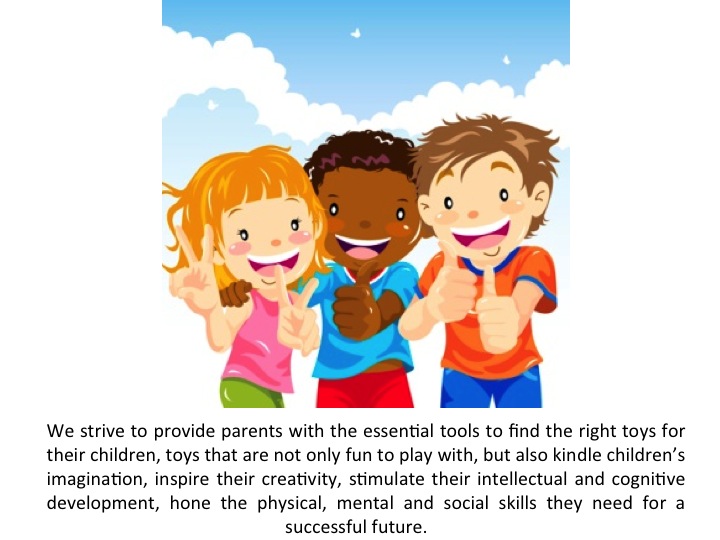 We strive to provide parents with the essential tools to find the right toys for
their children, toys that are not only fun to play with, but also kindle children’s
imagination, inspire their creativity, stimulate their intellectual and cognitive
development, hone the physical, mental and social skills they need for a
successful future.